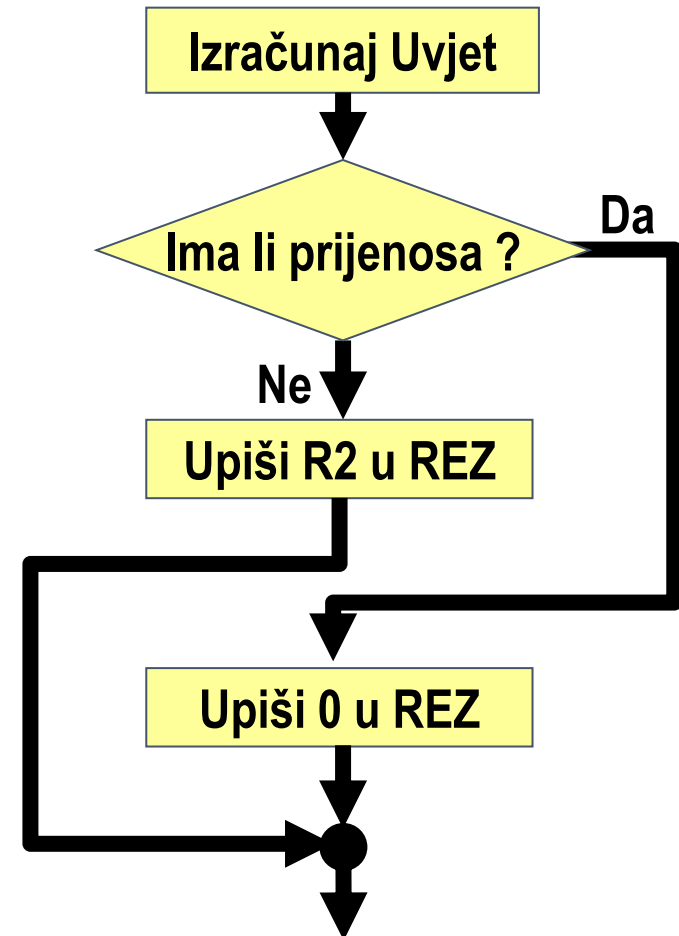 Izračunaj Uvjet
Da
Ima li prijenosa ?
Ne
Upiši R2 u REZ
Upiši 0 u REZ